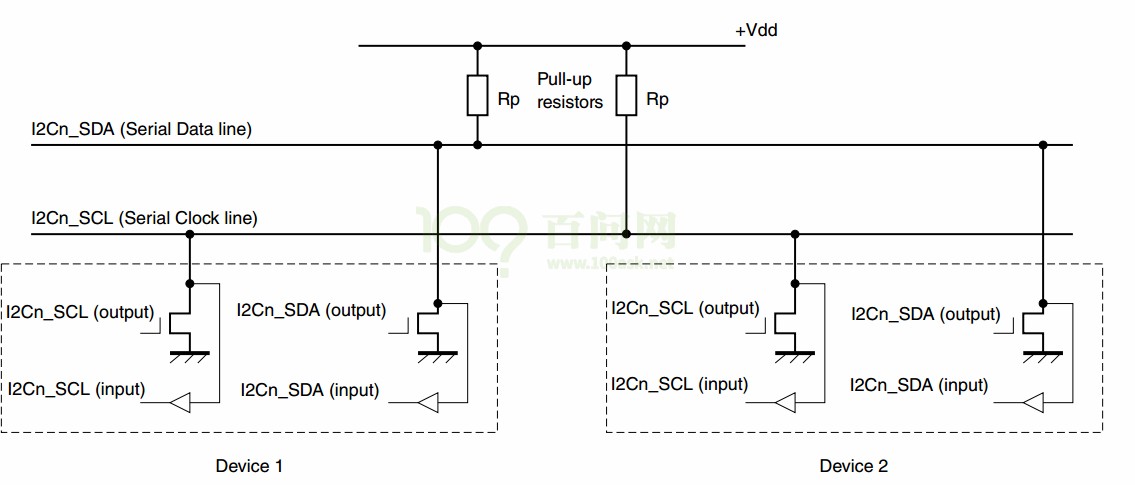 +Vdd
Pull-up
resistors
Rp
Rp
I2Cn_SDA (Serial Data line)
I2Cn_SCL (Serial Clock line)
100 百问网
www.100ask.net
I2Cn_SCL (output)
I2Cn_SDA (output)
I2Cn_SCL (output)
I2Cn_SDA (output)
I2Cn_SCL (input)
I2Cn_SDA (input)
I2Cn_SCL (input)
I2Cn_SDA (input)
Device 1
Device 2